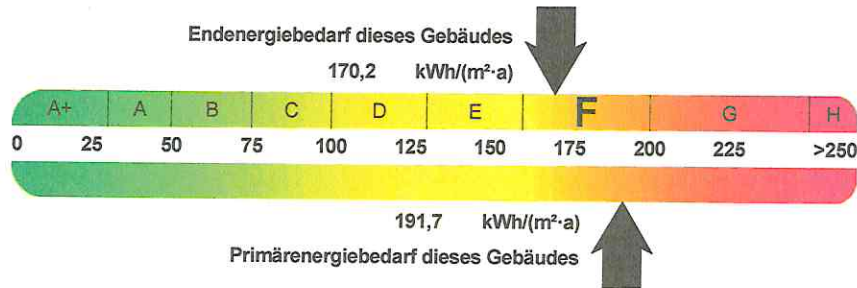 Endenergiebedarf dieses Gebäudes
170,2 kWh/(m²·a)
A+ A B C D E F G H
0 25 50 75 100 125 150 175 200 225 >250
191,7 kWh/(m²·a)
Primärenergiebedarf dieses Gebäudes